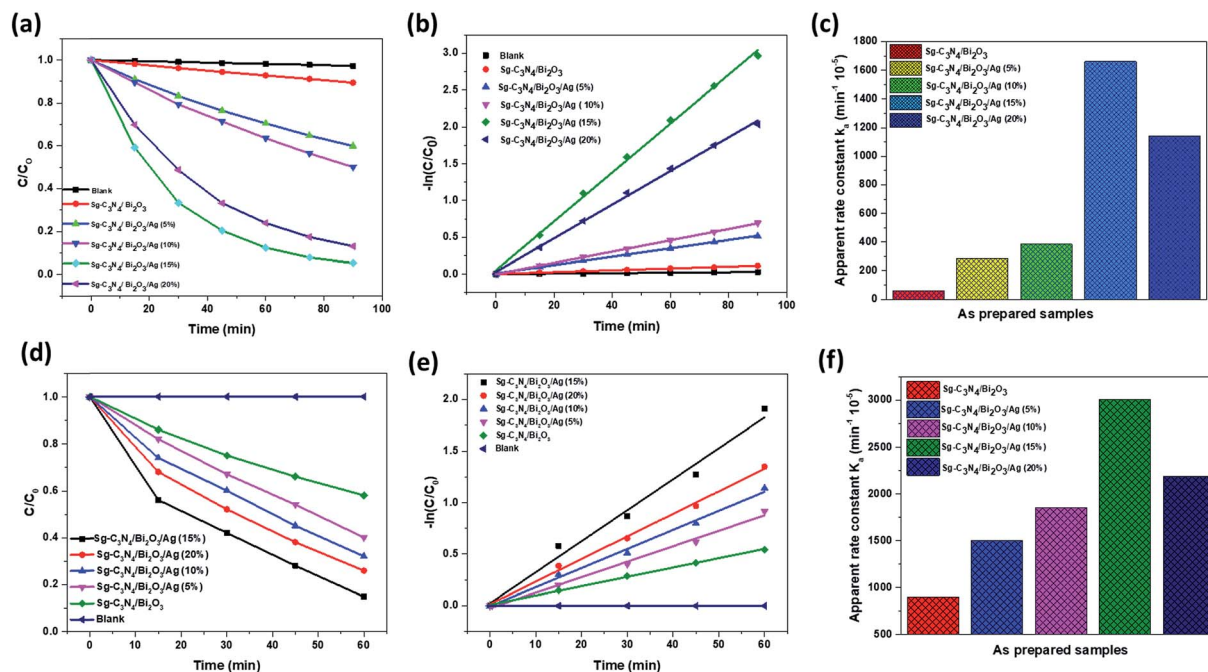 (a)
C/C₀
1.0
0.8
0.6
0.4
0.2
0.0
Blank
Sg-C₃N₄/ Bi₂O₃
Sg-C₃N₄/ Bi₂O₃/Ag (5%)
Sg-C₃N₄/ Bi₂O₃/Ag (10%)
Sg-C₃N₄/ Bi₂O₃/Ag (15%)
Sg-C₃N₄/ Bi₂O₃/Ag (20%)
0 20 40 60 80 100
Time (min)
(b)
-ln(C/C₀)
3.0
2.5
2.0
1.5
1.0
0.5
0.0
Blank
Sg-C₃N₄/Bi₂O₃
Sg-C₃N₄/Bi₂O₃/Ag (5%)
Sg-C₃N₄/Bi₂O₃/Ag ( 10%)
Sg-C₃N₄/Bi₂O₃/Ag (15%)
Sg-C₃N₄/Bi₂O₃/Ag (20%)
0 20 40 60 80 100
Time (min)
(c)
Apparent rate constant kₐ (min⁻¹ 10⁻⁵)
1800
1600
1400
1200
1000
800
600
400
200
0
Sg-C₃N₄/Bi₂O₃
Sg-C₃N₄/Bi₂O₃/Ag (5%)
Sg-C₃N₄/Bi₂O₃/Ag (10%)
Sg-C₃N₄/Bi₂O₃/Ag (15%)
Sg-C₃N₄/Bi₂O₃/Ag (20%)
As prepared samples
(d)
C/C₀
1.0
0.8
0.6
0.4
0.2
0.0
Sg-C₃N₄/Bi₂O₃/Ag (15%)
Sg-C₃N₄/Bi₂O₃/Ag (20%)
Sg-C₃N₄/Bi₂O₃/Ag (10%)
Sg-C₃N₄/Bi₂O₃/Ag (5%)
Sg-C₃N₄/Bi₂O₃
Blank
0 10 20 30 40 50 60
Time (min)
(e)
-ln(C/C₀)
2.0
1.5
1.0
0.5
0.0
Sg-C₃N₄/Bi₂O₃/Ag (15%)
Sg-C₃N₄/Bi₂O₃/Ag (20%)
Sg-C₃N₄/Bi₂O₃/Ag (10%)
Sg-C₃N₄/Bi₂O₃/Ag (5%)
Sg-C₃N₄/Bi₂O₃
Blank
0 10 20 30 40 50 60
Time (min)
(f)
Apparent rate constant Kₐ (min⁻¹ 10⁻⁵)
3000
2500
2000
1500
1000
500
Sg-C₃N₄/Bi₂O₃
Sg-C₃N₄/Bi₂O₃/Ag (5%)
Sg-C₃N₄/Bi₂O₃/Ag (10%)
Sg-C₃N₄/Bi₂O₃/Ag (15%)
Sg-C₃N₄/Bi₂O₃/Ag (20%)
As prepared samples